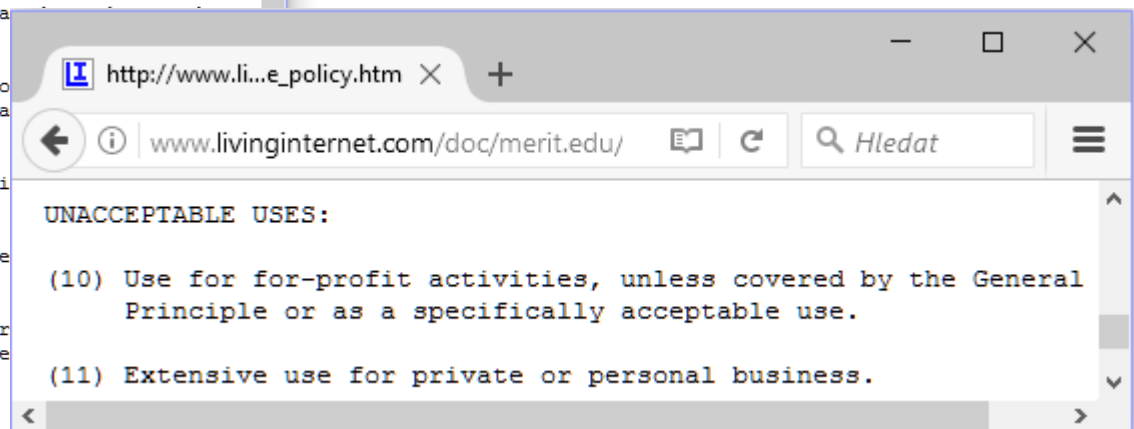 http://www.li...e_policy.htm
www.livinginternet.com/doc/merit.edu/
Hledat
UNACCEPTABLE USES:
(10) Use for for-profit activities, unless covered by the General
Principle or as a specifically acceptable use.
(11) Extensive use for private or personal business.